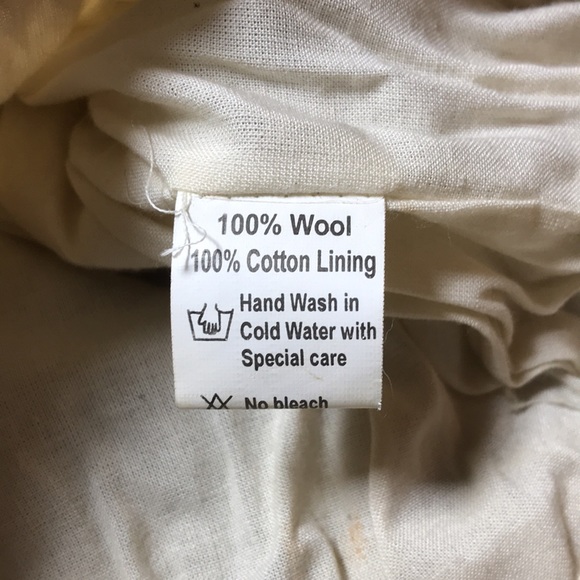 100% Wool
100% Cotton Lining
Hand Wash in
Cold Water with
Special care
No bleach